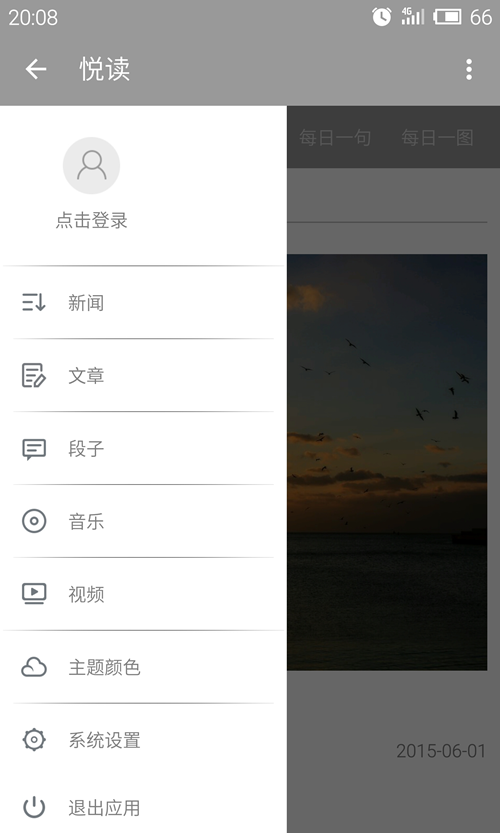 20:08
4G
66
悦读
每日一句
每日一图
点击登录
新闻
文章
段子
音乐
视频
主题颜色
系统设置
2015-06-01
退出应用